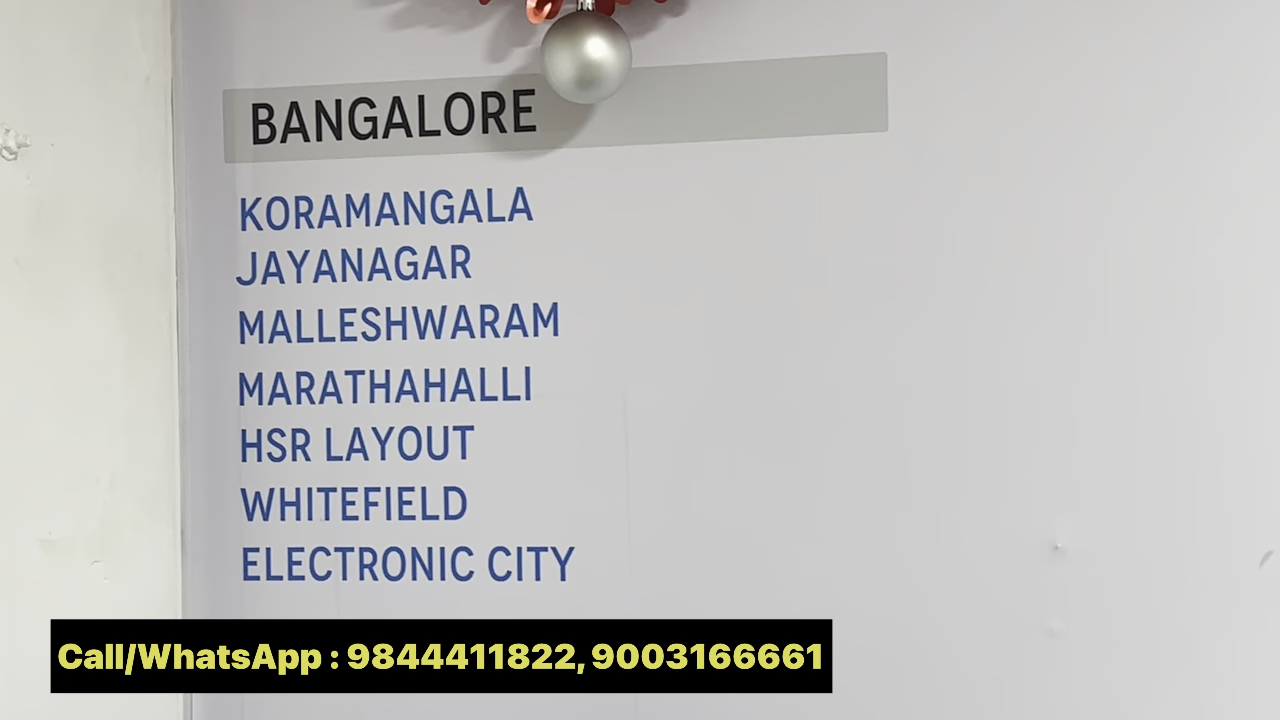 BANGALORE
KORAMANGALA
JAYANAGAR
MALLESHWARAM
MARATHAHALLI
HSR LAYOUT
WHITEFIELD
ELECTRONIC CITY
Call/WhatsApp : 9844411822, 9003166661